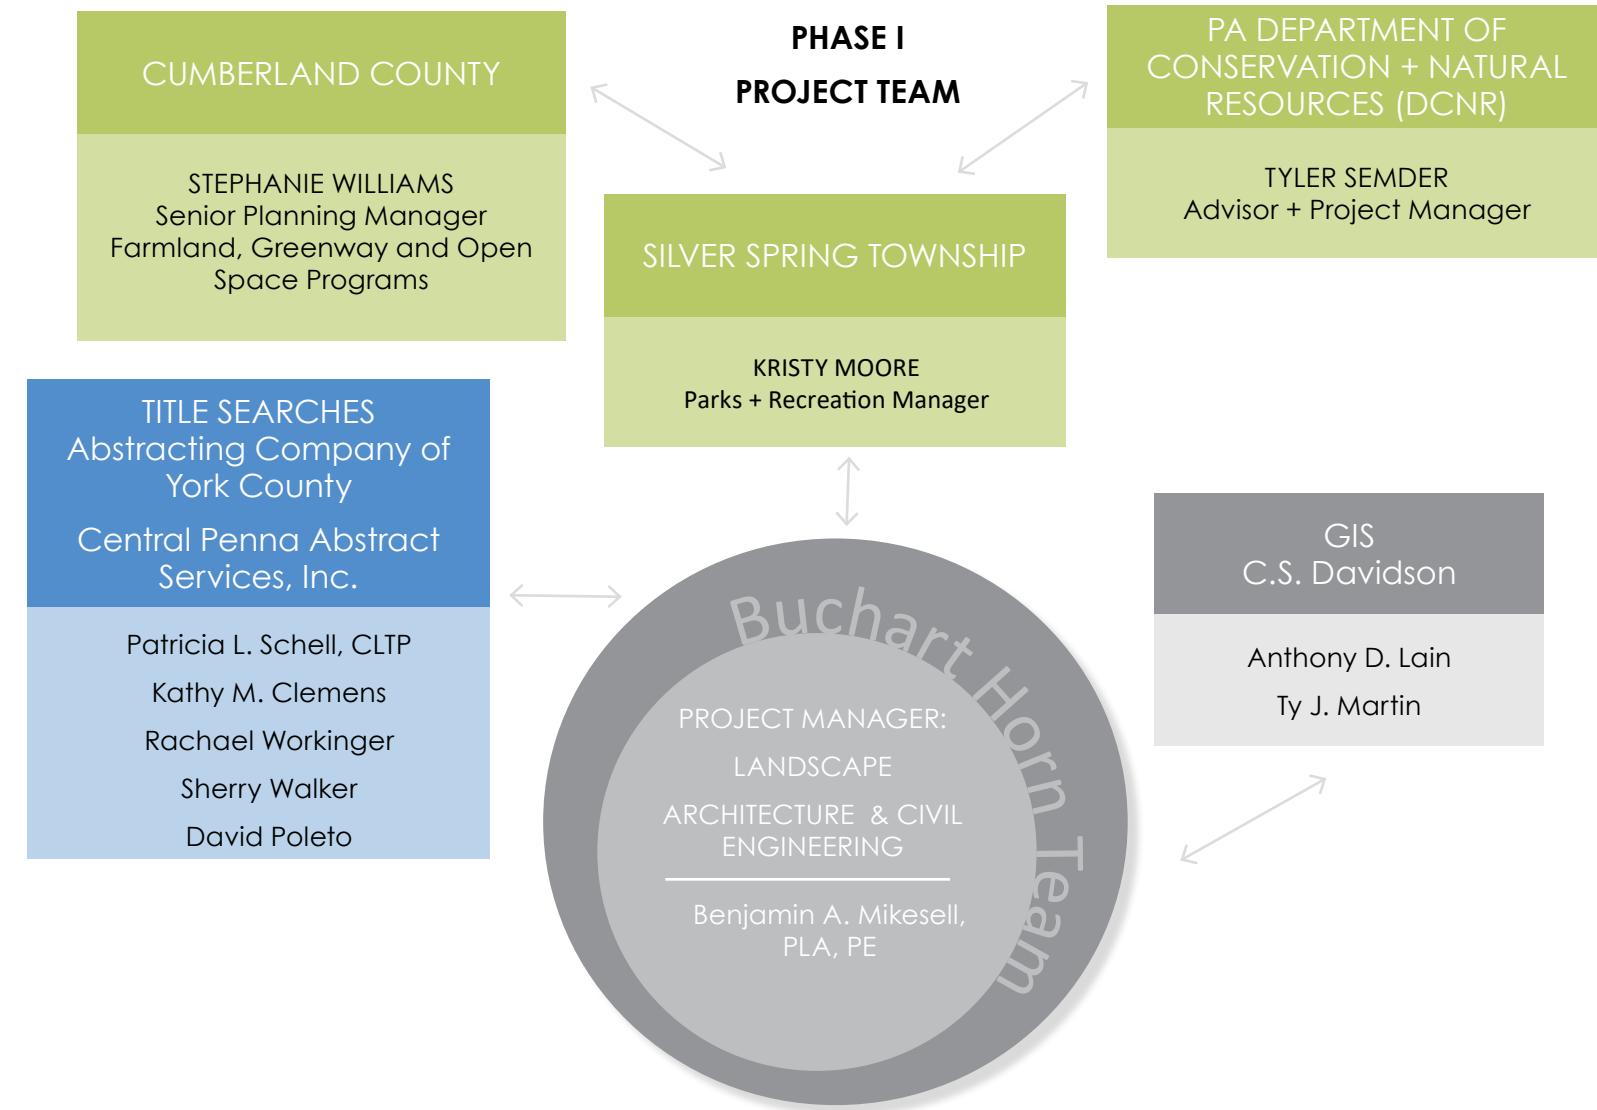 PHASE I
PROJECT TEAM
CUMBERLAND COUNTY
STEPHANIE WILLIAMS
Senior Planning Manager
Farmland, Greenway and Open
Space Programs
PA DEPARTMENT OF
CONSERVATION + NATURAL
RESOURCES (DCNR)
TYLER SEMDER
Advisor + Project Manager
SILVER SPRING TOWNSHIP
KRISTY MOORE
Parks + Recreation Manager
TITLE SEARCHES
Abstracting Company of
York County
Central Penna Abstract
Services, Inc.
Patricia L. Schell, CLTP
Kathy M. Clemens
Rachael Workinger
Sherry Walker
David Poleto
GIS
C.S. Davidson
Anthony D. Lain
Ty J. Martin
Buchart Horn Team
PROJECT MANAGER:
LANDSCAPE
ARCHITECTURE & CIVIL
ENGINEERING
Benjamin A. Mikesell,
PLA, PE